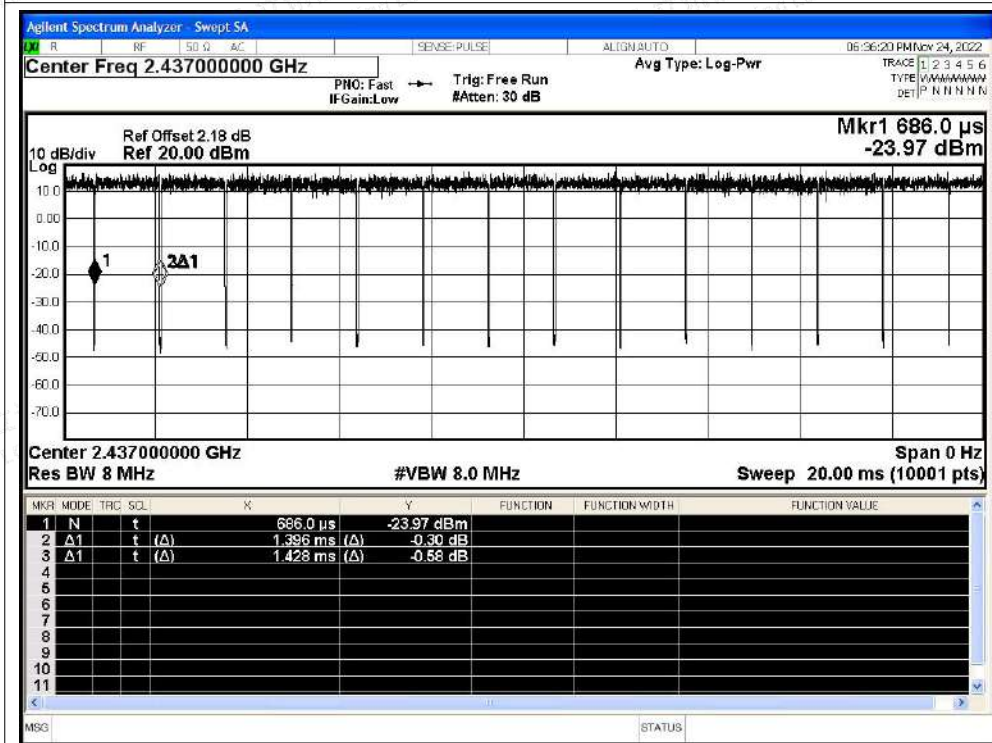 Agilent Spectrum Analyzer - Swept SA
LXI R RF 50 Ω AC SENSE:PULSE ALIGNAUTO 06:36:20 PMNov 24, 2022
Center Freq 2.437000000 GHz Avg Type: Log-Pwr TRACE 1 2 3 4 5 6
PNO: Fast Trig: Free Run TYPE WWWWWWW
IFGain:Low #Atten: 30 dB DET P N N N N N
Mkr1 686.0 µs
Ref Offset 2.18 dB
10 dB/div Ref 20.00 dBm -23.97 dBm
Log
10.0
0.00
-10.0
1 2Δ1
-20.0
-30.0
-40.0
-50.0
-60.0
-70.0
Center 2.437000000 GHz Span 0 Hz
Res BW 8 MHz #VBW 8.0 MHz Sweep 20.00 ms (10001 pts)
MKR MODE TRC SCL X Y FUNCTION FUNCTION WIDTH FUNCTION VALUE
1 N t 686.0 µs -23.97 dBm
2 Δ1 t (Δ) 1.396 ms (Δ) -0.30 dB
3 Δ1 t (Δ) 1.428 ms (Δ) -0.58 dB
4
5
6
7
8
9
10
11
MSG STATUS